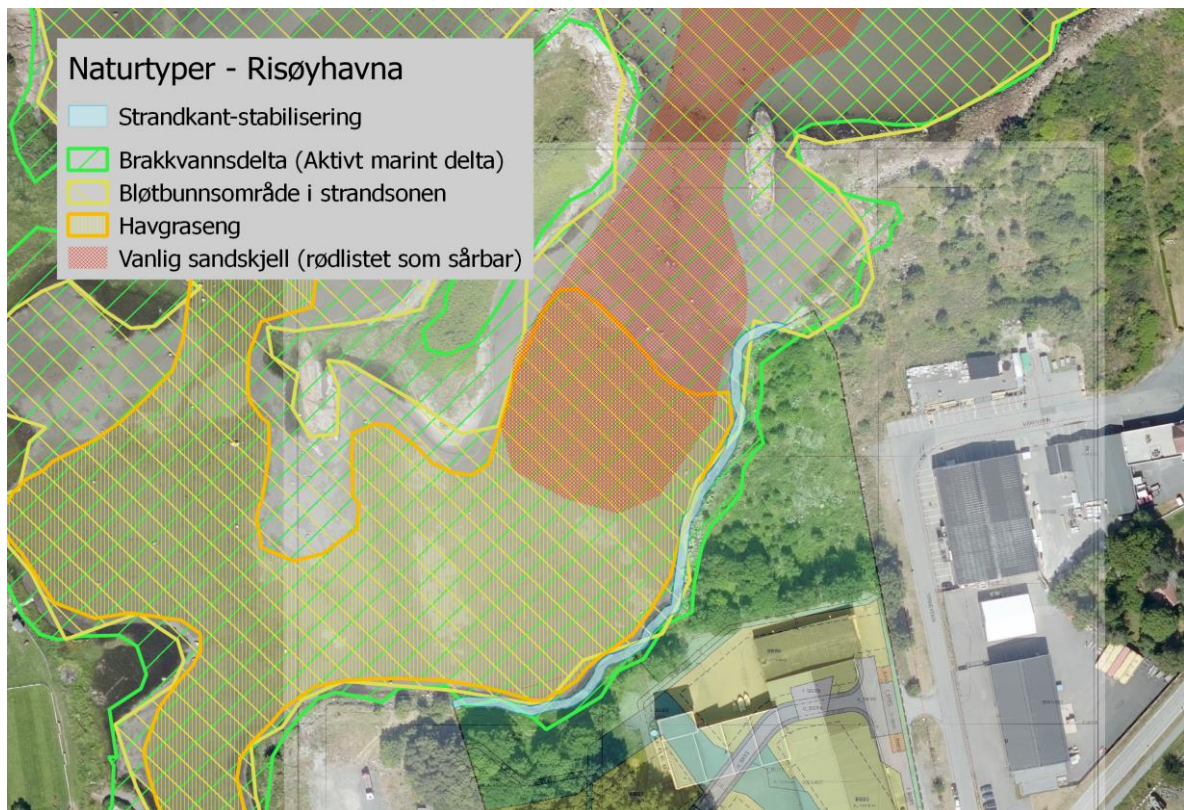 Naturtyper - Risøyhavna
Strandkant-stabilisering
Brakkvannsdelta (Aktivt marint delta)
Bløtbunnsområde i strandsonen
Havgraseng
Vanlig sandskjell (rødlistet som sårbar)